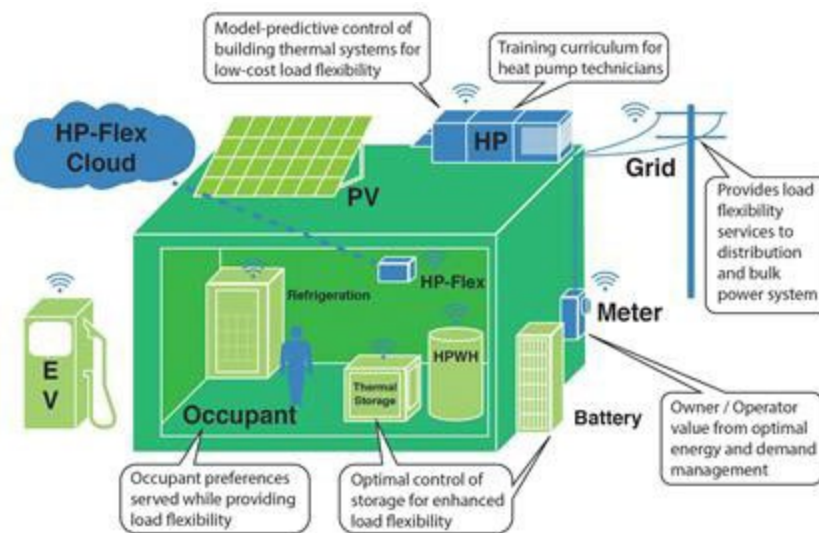 Model-predictive control of
building thermal systems for
low-cost load flexibility
Training curriculum for
heat pump technicians
HP-Flex
Cloud
HP
Grid
PV
Provides load
flexibility
services to
distribution
and bulk
power system
HP-Flex
Refrigeration
Meter
E
V
HPWH
Thermal
Storage
Occupant
Battery
Owner / Operator
value from optimal
energy and demand
management
Occupant preferences
served while providing
load flexibility
Optimal control of
storage for enhanced
load flexibility